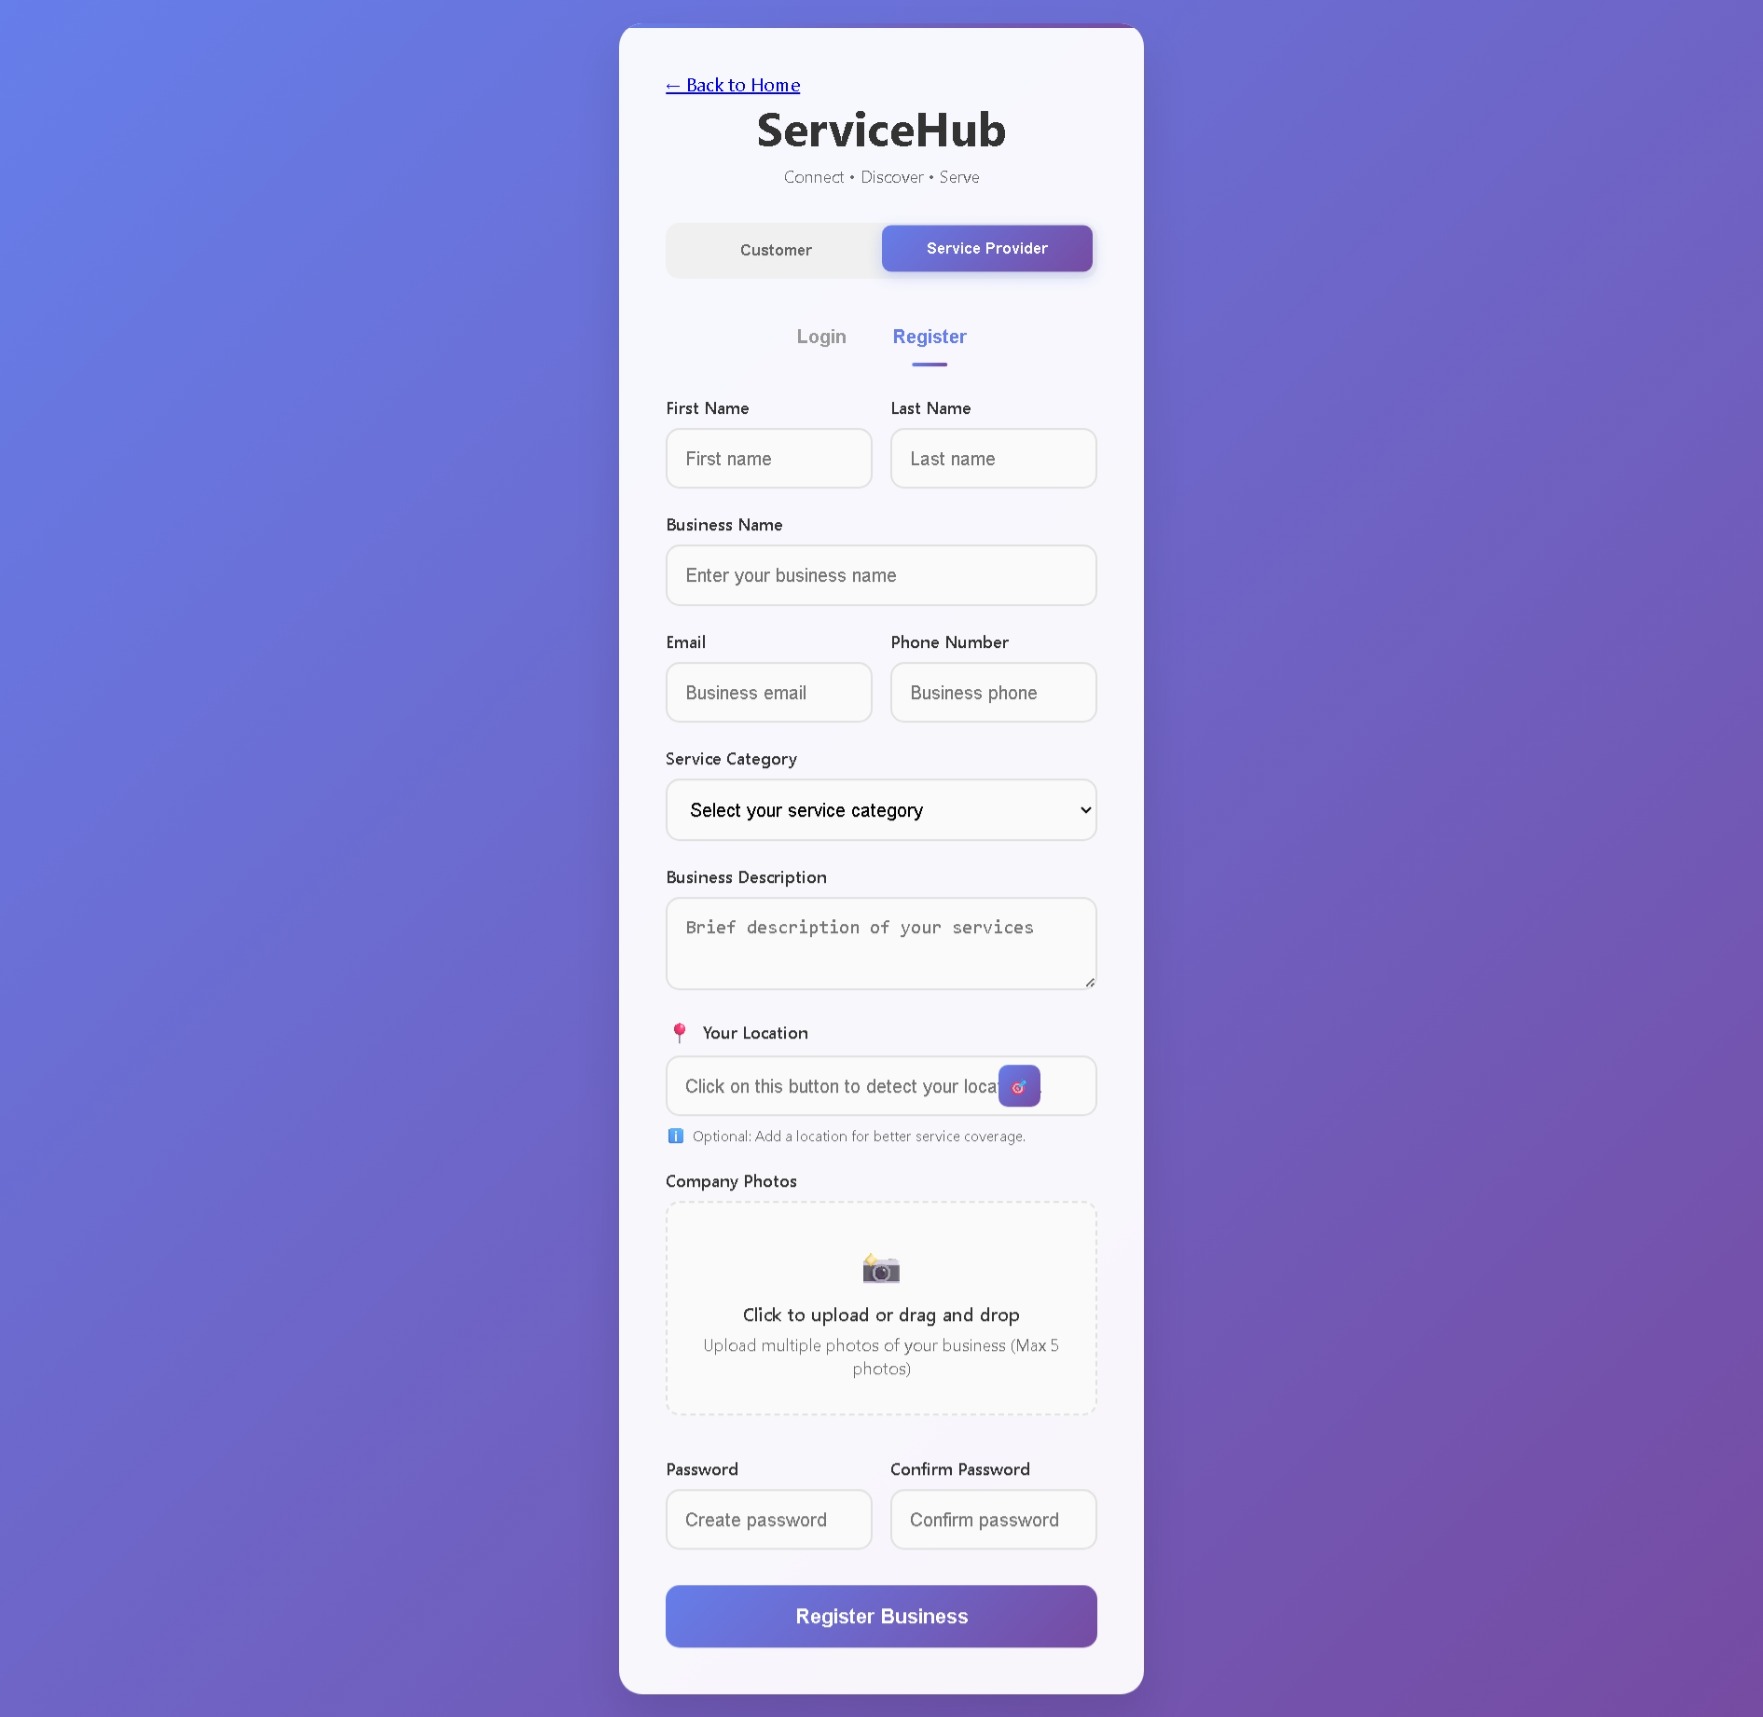 ← Back to Home
ServiceHub
Connect • Discover • Serve
Customer
Service Provider
Login
Register
First Name
Last Name
First name
Last name
Business Name
Enter your business name
Email
Phone Number
Business email
Business phone
Service Category
Select your service category
Business Description
Brief description of your services
Your Location
Click on this button to detect your loca
Optional: Add a location for better service coverage.
Company Photos
Click to upload or drag and drop
Upload multiple photos of your business (Max 5
photos)
Password
Confirm Password
Create password
Confirm password
Register Business